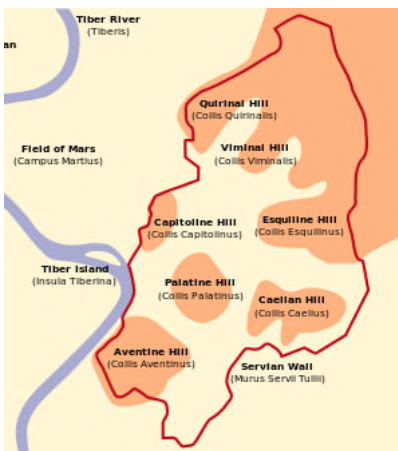 Tiber River
(Tiberis)
an
Quirinal Hill
(Collis Quirinalis)
Field of Mars
(Campus Martius)
Viminal Hill
(Collis Viminalis)
Capitoline Hill
(Collis Capitolinus)
Esquiline Hill
(Collis Esquilinus)
Tiber Island
(Insula Tiberina)
Palatine Hill
(Collis Palatinus)
Caelian Hill
(Collis Caelius)
Aventine Hill
(Collis Aventinus)
Servian Wall
(Murus Servii Tullii)